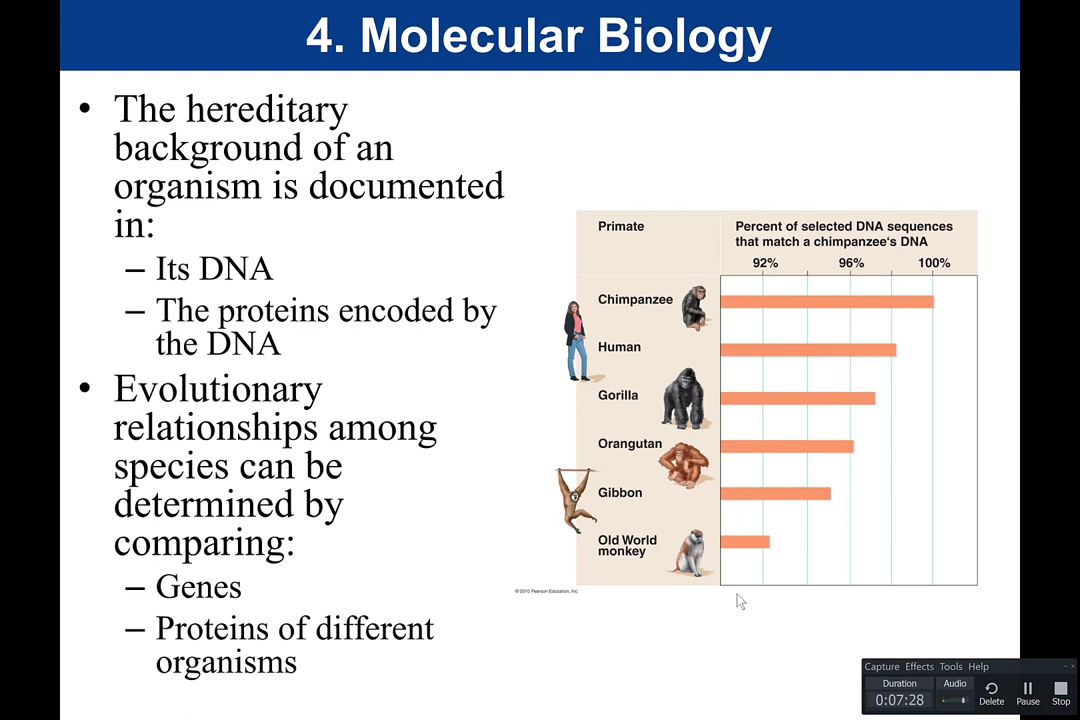 4. Molecular Biology
• The hereditary
background of an
organism is documented
in:
– Its DNA
– The proteins encoded by
the DNA
• Evolutionary
relationships among
species can be
determined by
comparing:
– Genes
– Proteins of different
organisms
Primate
Percent of selected DNA sequences
that match a chimpanzee's DNA
92% 96% 100%
Chimpanzee
Human
Gorilla
Orangutan
Gibbon
Old World
monkey
© 2010 Pearson Education, Inc.
Capture Effects Tools Help
Duration Audio
0:07:28 Delete Pause Stop